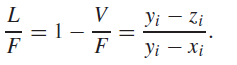 L/F = 1 − V/F = (y_i − z_i)/(y_i − x_i).